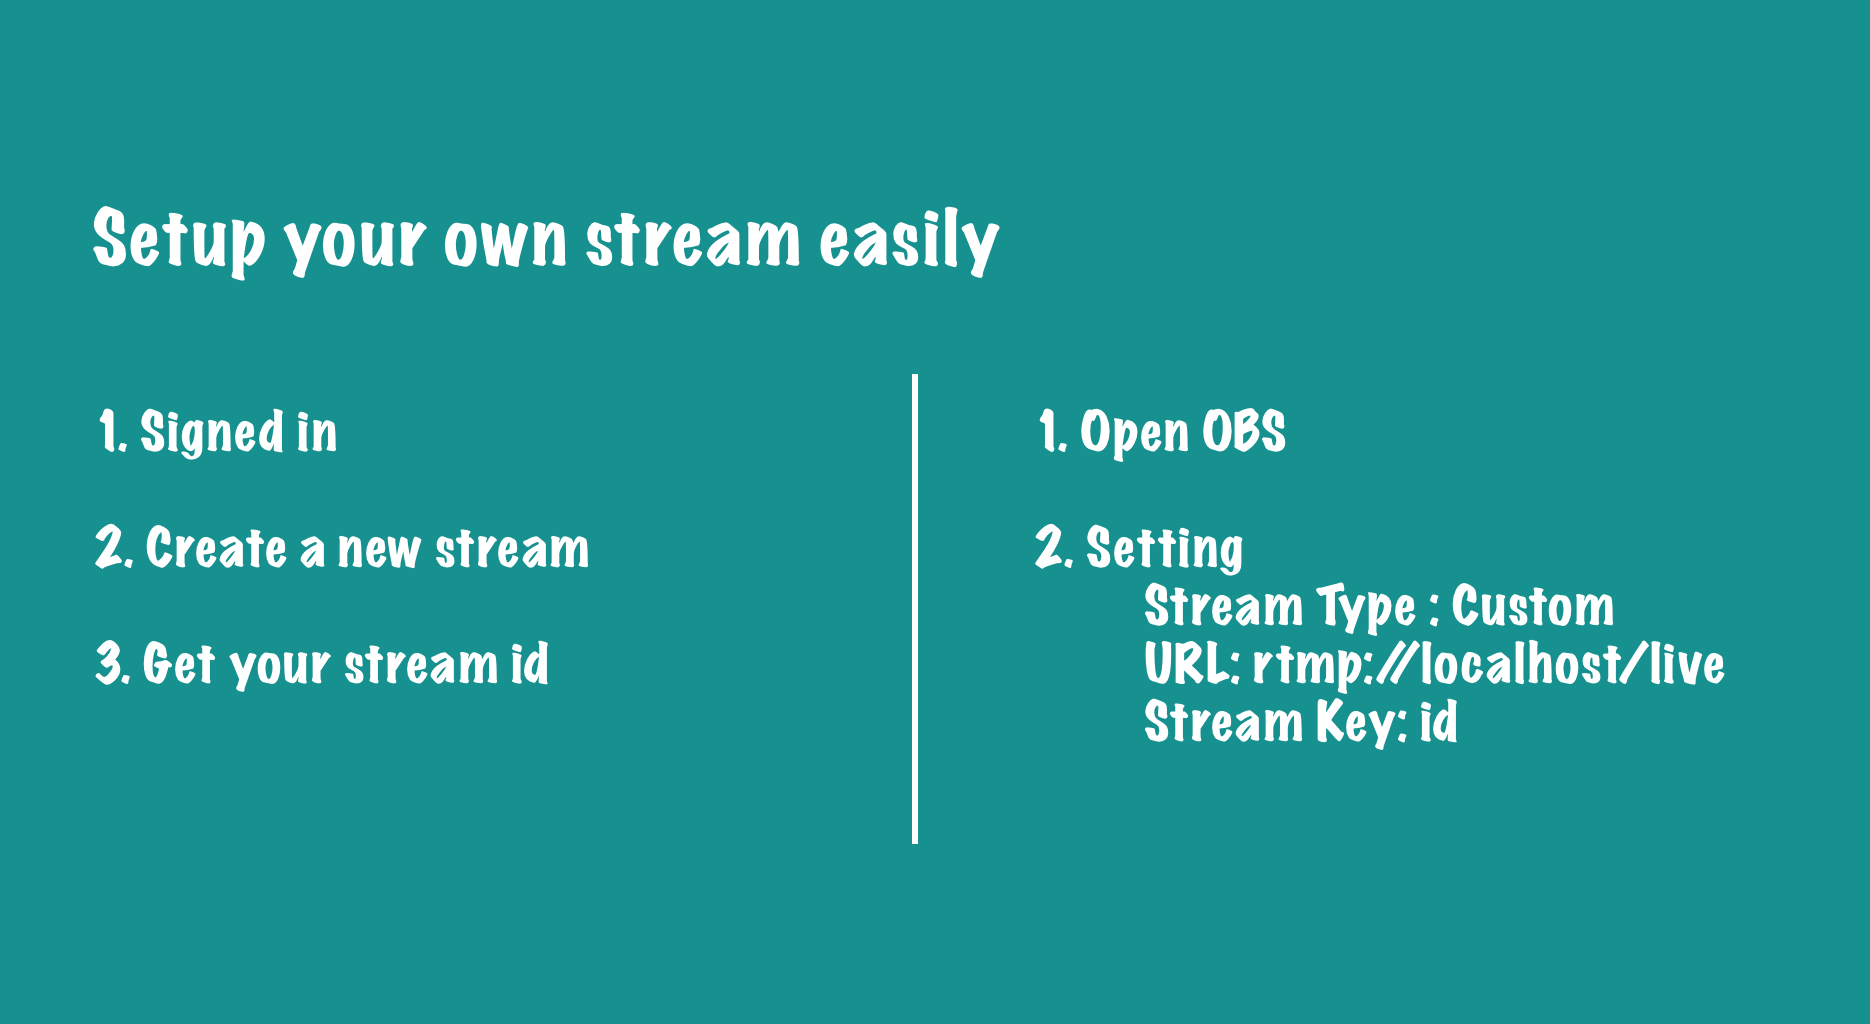 Setup your own stream easily
1. Signed in
2. Create a new stream
3. Get your stream id
1. Open OBS
2. Setting
Stream Type : Custom
URL: rtmp://localhost/live
Stream Key: id